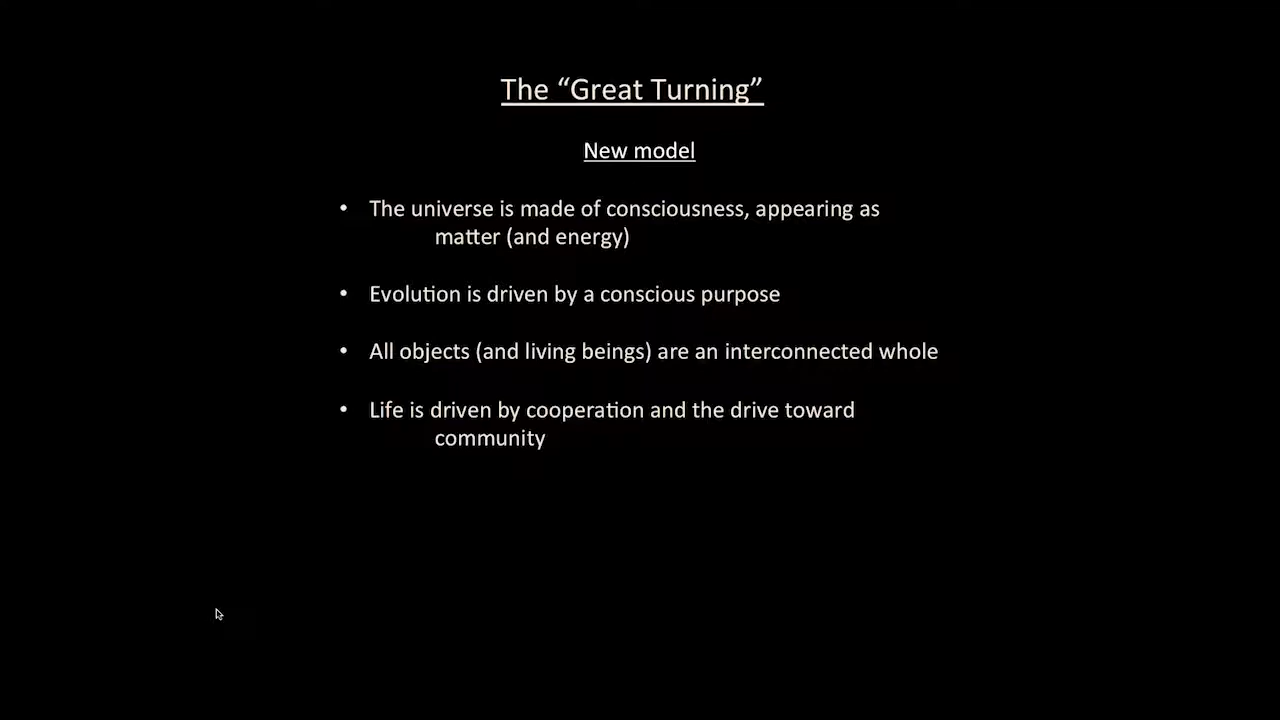 The “Great Turning”
New model
• The universe is made of consciousness, appearing as
matter (and energy)
• Evolution is driven by a conscious purpose
• All objects (and living beings) are an interconnected whole
• Life is driven by cooperation and the drive toward
community